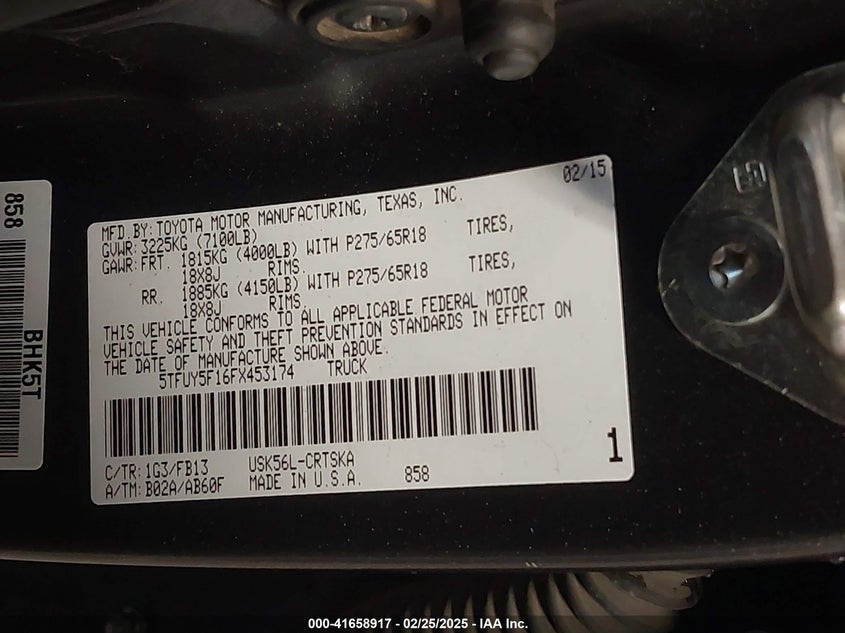 858
BHK5T
02/15
MFD.BY:TOYOTA MOTOR MANUFACTURING, TEXAS, INC.
GVWR:3225KG (7100LB)
GAWR:FRT. 1815KG (4000LB) WITH P275/65R18 TIRES,
18X8J RIMS.
RR. 1885KG (4150LB) WITH P275/65R18 TIRES,
18X8J RIMS.
THIS VEHICLE CONFORMS TO ALL APPLICABLE FEDERAL MOTOR
VEHICLE SAFETY AND THEFT PREVENTION STANDARDS IN EFFECT ON
THE DATE OF MANUFACTURE SHOWN ABOVE.
5TFUY5F16FX453174 TRUCK
C/TR:1G3/FB13 USK56L-CRTSKA
A/TM:B02A/AB60F MADE IN U.S.A. 858
1
000-41658917 - 02/25/2025 - IAA Inc.